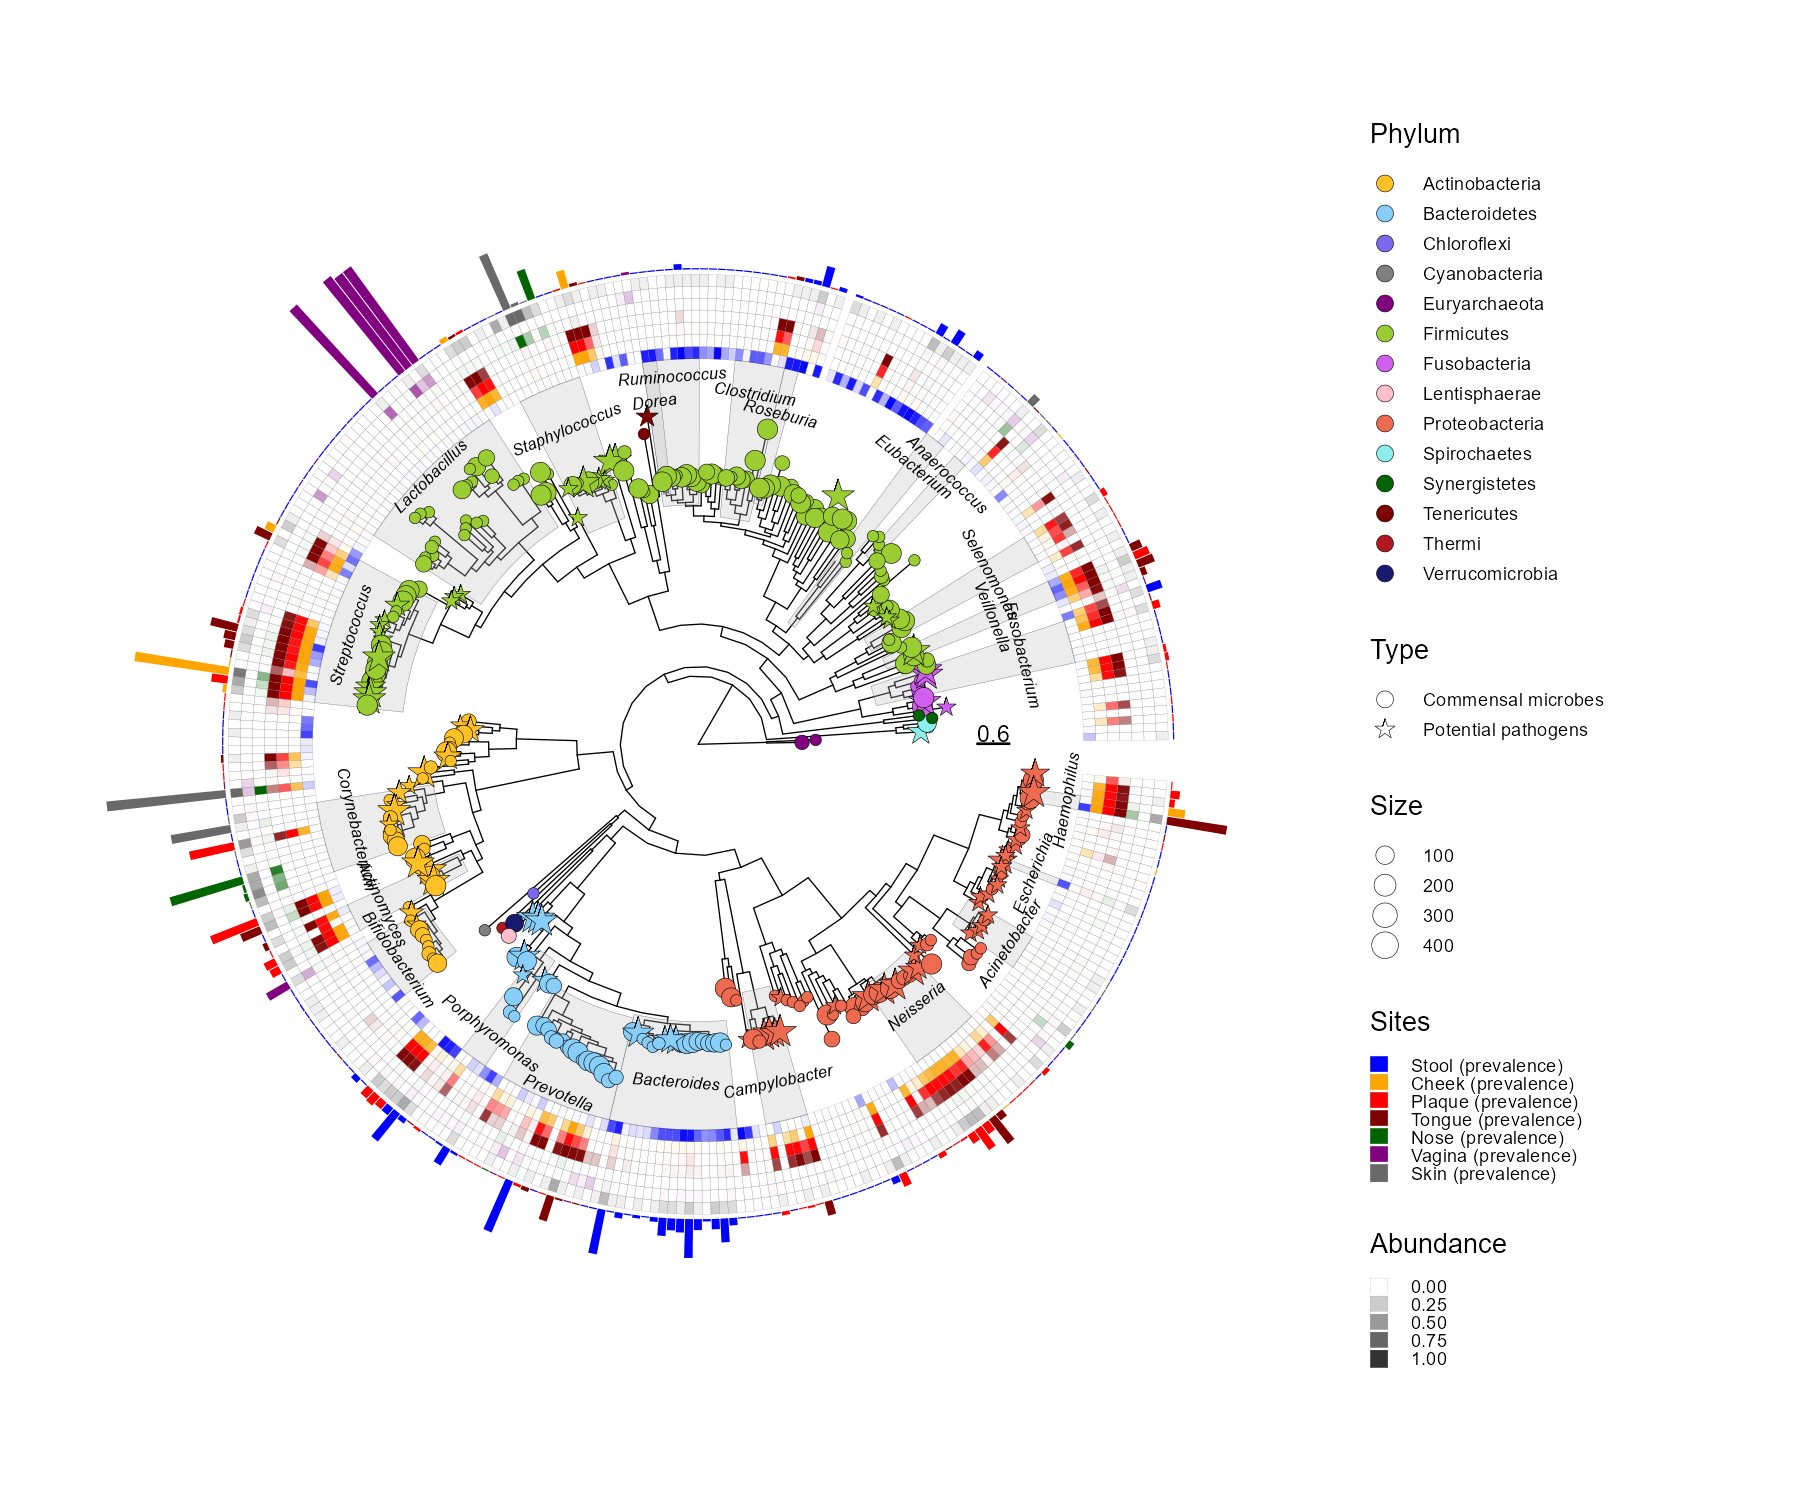 Phylum
Actinobacteria
Bacteroidetes
Chloroflexi
Cyanobacteria
Euryarchaeota
Firmicutes
Fusobacteria
Lentisphaerae
Proteobacteria
Spirochaetes
Synergistetes
Tenericutes
Thermi
Verrucomicrobia
Type
Commensal microbes
Potential pathogens
Size
100
200
300
400
Sites
Stool (prevalence)
Cheek (prevalence)
Plaque (prevalence)
Tongue (prevalence)
Nose (prevalence)
Vagina (prevalence)
Skin (prevalence)
Abundance
0.00
0.25
0.50
0.75
1.00
Ruminococcus
Dorea
Clostridium
Roseburia
Staphylococcus
Lactobacillus
Streptococcus
Anaerococcus
Eubacterium
Selenomonas
Veillonella
Fusobacterium
0.6
Haemophilus
Escherichia
Acinetobacter
Neisseria
Campylobacter
Bacteroides
Prevotella
Porphyromonas
Bifidobacterium
Actinomyces
Corynebacterium